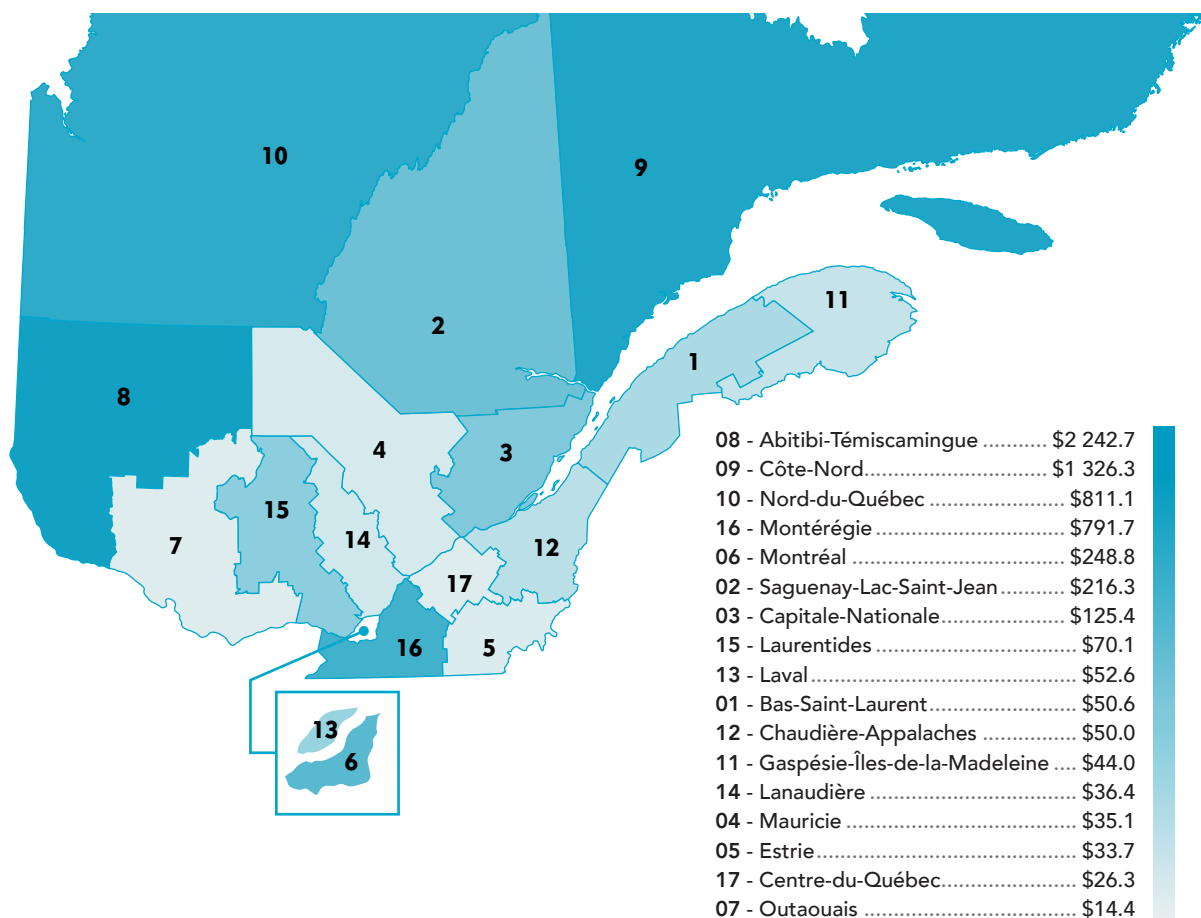 10
9
2
11
1
8
4
3
15
14
12
7
17
16
5
13
6
08 - Abitibi-Témiscamingue ........... $2 242.7
09 - Côte-Nord................................ $1 326.3
10 - Nord-du-Québec ...................... $811.1
16 - Montérégie ............................... $791.7
06 - Montréal ................................... $248.8
02 - Saguenay-Lac-Saint-Jean........... $216.3
03 - Capitale-Nationale..................... $125.4
15 - Laurentides ................................. $70.1
13 - Laval............................................. $52.6
01 - Bas-Saint-Laurent......................... $50.6
12 - Chaudière-Appalaches ............... $50.0
11 - Gaspésie-Îles-de-la-Madeleine .... $44.0
14 - Lanaudière .................................. $36.4
04 - Mauricie ...................................... $35.1
05 - Estrie............................................ $33.7
17 - Centre-du-Québec...................... $26.3
07 - Outaouais ................................... $14.4